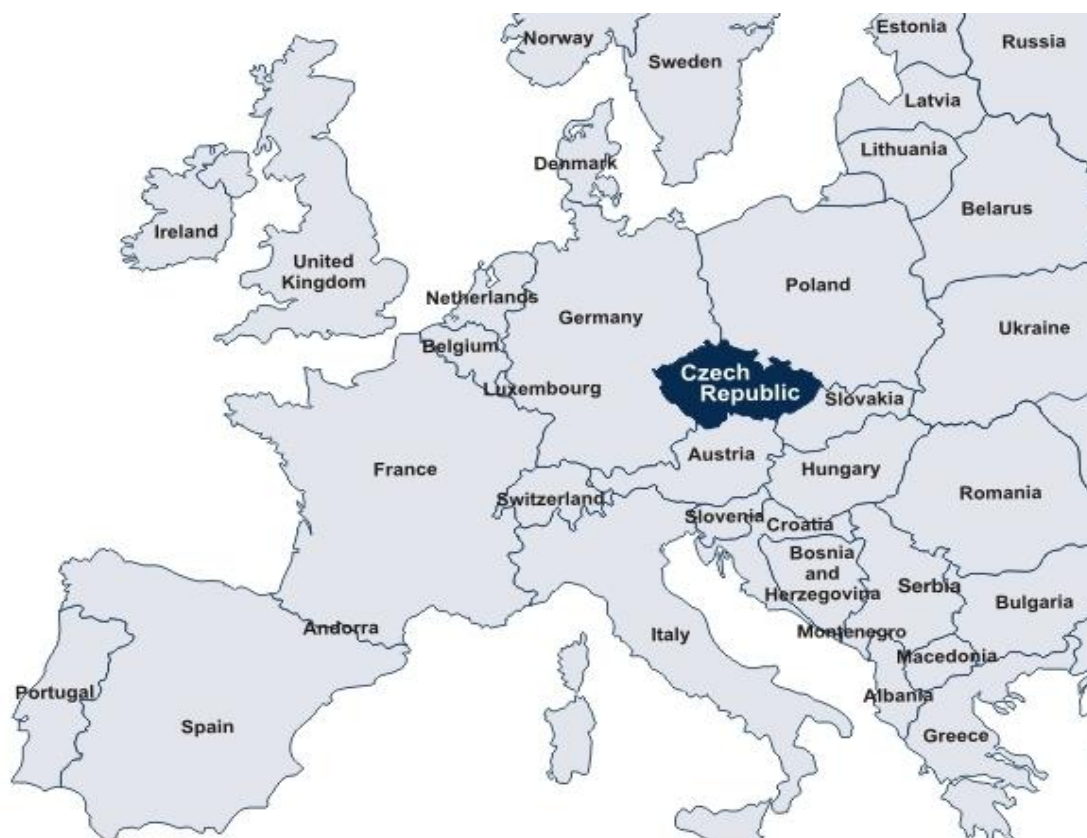 Norway
Sweden
Estonia
Russia
Latvia
Denmark
Lithuania
Belarus
Ireland
United
Kingdom
Netherlands
Poland
Germany
Ukraine
Belgium
Czech
Republic
Luxembourg
Slovakia
France
Austria
Hungary
Switzerland
Romania
Slovenia
Croatia
Bosnia
and
Herzegovina
Serbia
Bulgaria
Andorra
Italy
Montenegro
Macedonia
Portugal
Albania
Spain
Greece